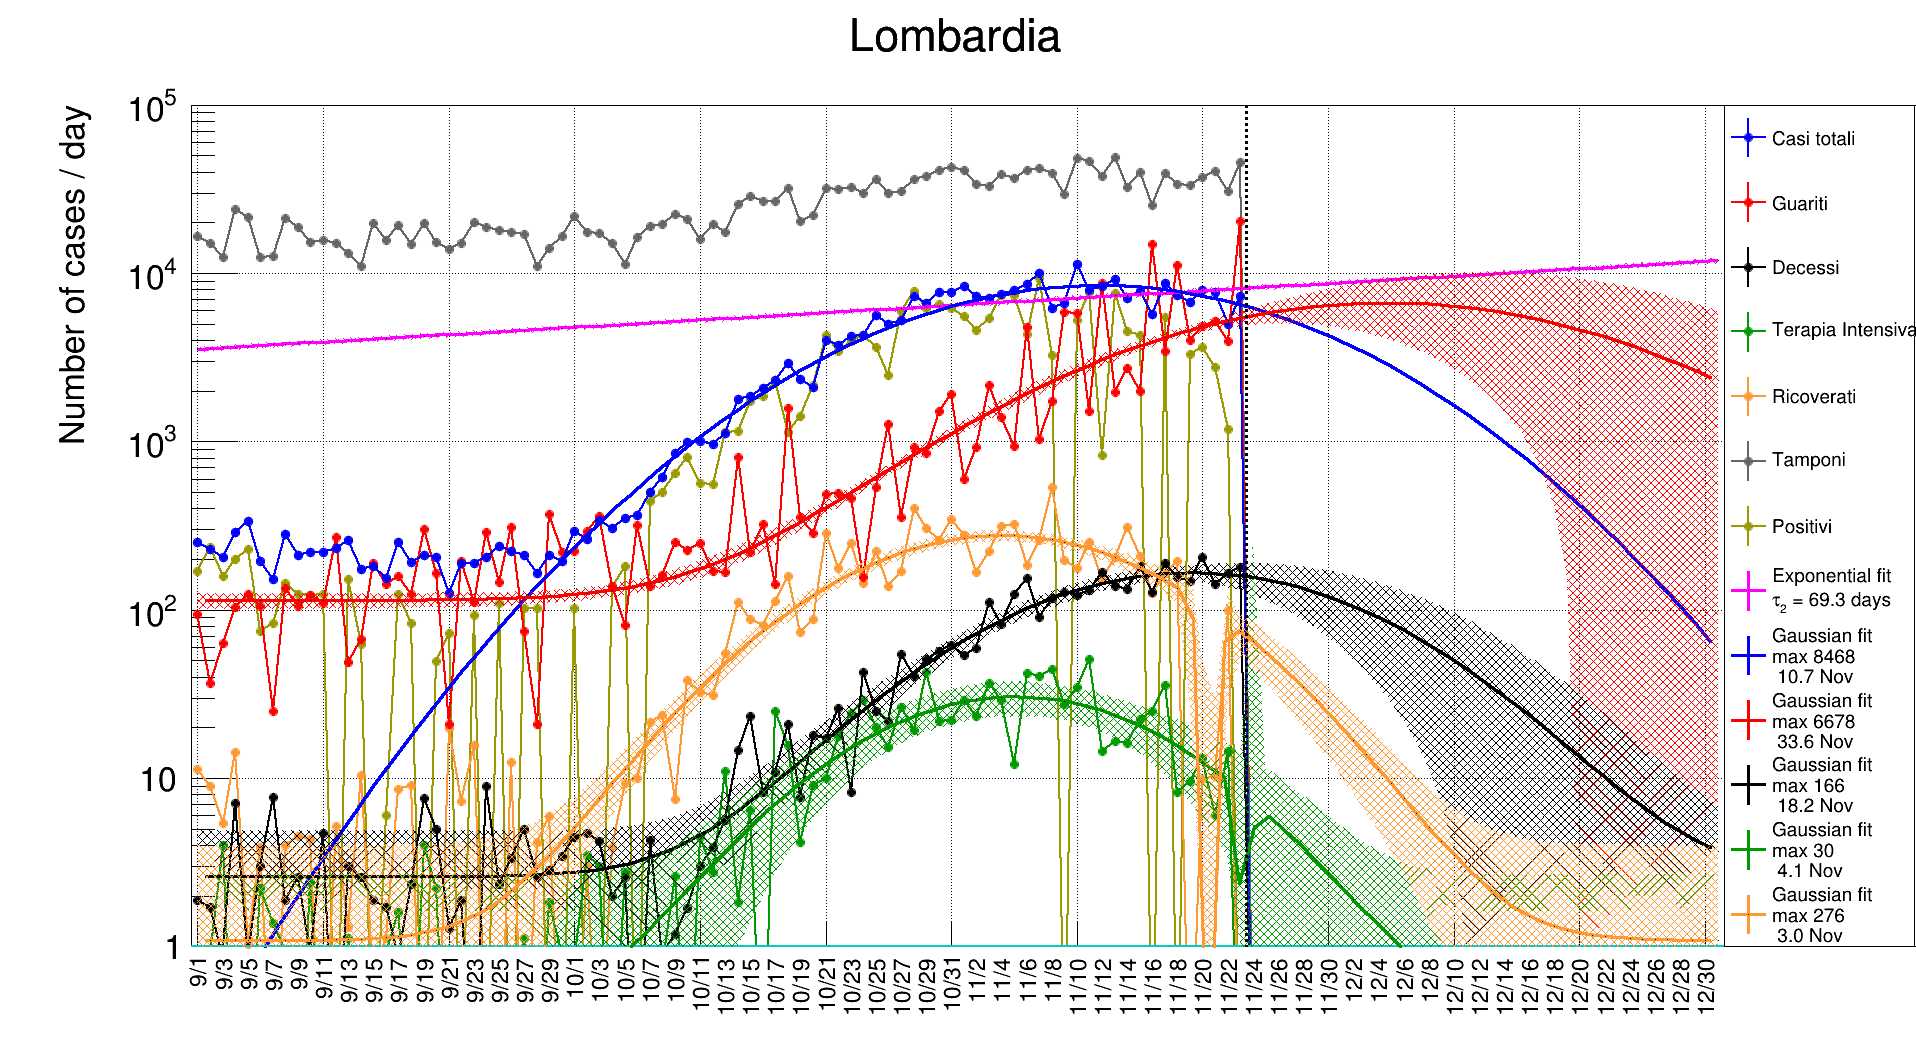 Lombardia
Number of cases / day
10^5
10^4
10^3
10^2
10
1
9/1
9/3
9/5
9/7
9/9
9/11
9/13
9/15
9/17
9/19
9/21
9/23
9/25
9/27
9/29
10/1
10/3
10/5
10/7
10/9
10/11
10/13
10/15
10/17
10/19
10/21
10/23
10/25
10/27
10/29
10/31
11/2
11/4
11/6
11/8
11/10
11/12
11/14
11/16
11/18
11/20
11/22
11/24
11/26
11/28
11/30
12/2
12/4
12/6
12/8
12/10
12/12
12/14
12/16
12/18
12/20
12/22
12/24
12/26
12/28
12/30
Casi totali
Guariti
Decessi
Terapia Intensiva
Ricoverati
Tamponi
Positivi
Exponential fit
τ2 = 69.3 days
Gaussian fit
max 8468
10.7 Nov
Gaussian fit
max 6678
33.6 Nov
Gaussian fit
max 166
18.2 Nov
Gaussian fit
max 30
4.1 Nov
Gaussian fit
max 276
3.0 Nov